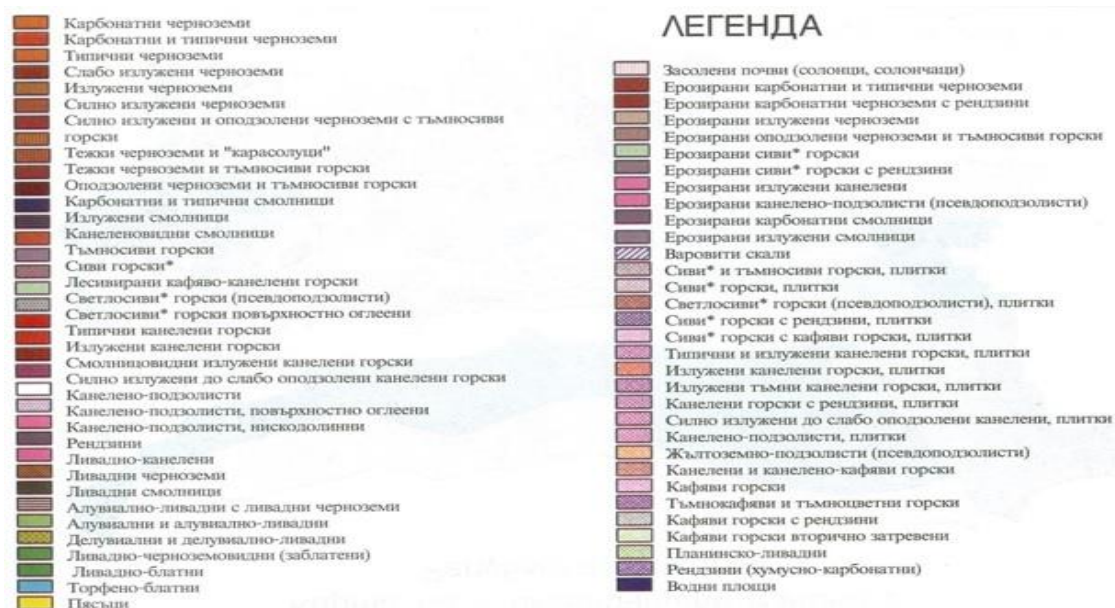 Карбонатни черноземи
Карбонатни и типични черноземи
Типични черноземи
Слабо излужени черноземи
Излужени черноземи
Силно излужени черноземи
Силно излужени и оподзолени черноземи с тъмносиви
горски
Тежки черноземи и "карасолуци"
Тежки черноземи и тъмносиви горски
Оподзолени черноземи и тъмносиви горски
Карбонатни и типични смолници
Излужени смолници
Канеленовидни смолници
Тъмносиви горски
Сиви горски*
Лесивирани кафяво-канелени горски
Светлосиви* горски (псевдоподзолисти)
Светлосиви* горски повърхностно оглеени
Типични канелени горски
Излужени канелени горски
Смолницовидни излужени канелени горски
Силно излужени до слабо оподзолени канелени горски
Канелено-подзолисти
Канелено-подзолисти, повърхностно оглеени
Канелено-подзолисти, нискодолинни
Рендзини
Ливадно-канелени
Ливадни черноземи
Ливадни смолници
Алувиално-ливадни с ливадни черноземи
Алувиални и алувиално-ливадни
Делувиални и делувиално-ливадни
Ливадно-черноземовидни (заблатени)
Ливадно-блатни
Торфено-блатни
Пясъци
ЛЕГЕНДА
Засолени почви (солонци, солончаци)
Ерозирани карбонатни и типични черноземи
Ерозирани карбонатни черноземи с рендзини
Ерозирани излужени черноземи
Ерозирани оподзолени черноземи и тъмносиви горски
Ерозирани сиви* горски
Ерозирани сиви* горски с рендзини
Ерозирани излужени канелени
Ерозирани канелено-подзолисти (псевдоподзолисти)
Ерозирани карбонатни смолници
Ерозирани излужени смолници
Варовити скали
Сиви* и тъмносиви горски, плитки
Сиви* горски, плитки
Светлосиви* горски (псевдоподзолисти), плитки
Сиви* горски с рендзини, плитки
Сиви* горски с кафяви горски, плитки
Типични и излужени канелени горски, плитки
Излужени канелени горски, плитки
Излужени тъмни канелени горски, плитки
Канелени горски с рендзини, плитки
Силно излужени до слабо оподзолени канелени, плитки
Канелено-подзолисти, плитки
Жълтоземно-подзолисти (псевдоподзолисти)
Канелени и канелено-кафяви горски
Кафяви горски
Тъмнокафяви и тъмноцветни горски
Кафяви горски с рендзини
Кафяви горски вторично затревени
Планинско-ливадни
Рендзини (хумусно-карбонатни)
Водни площи